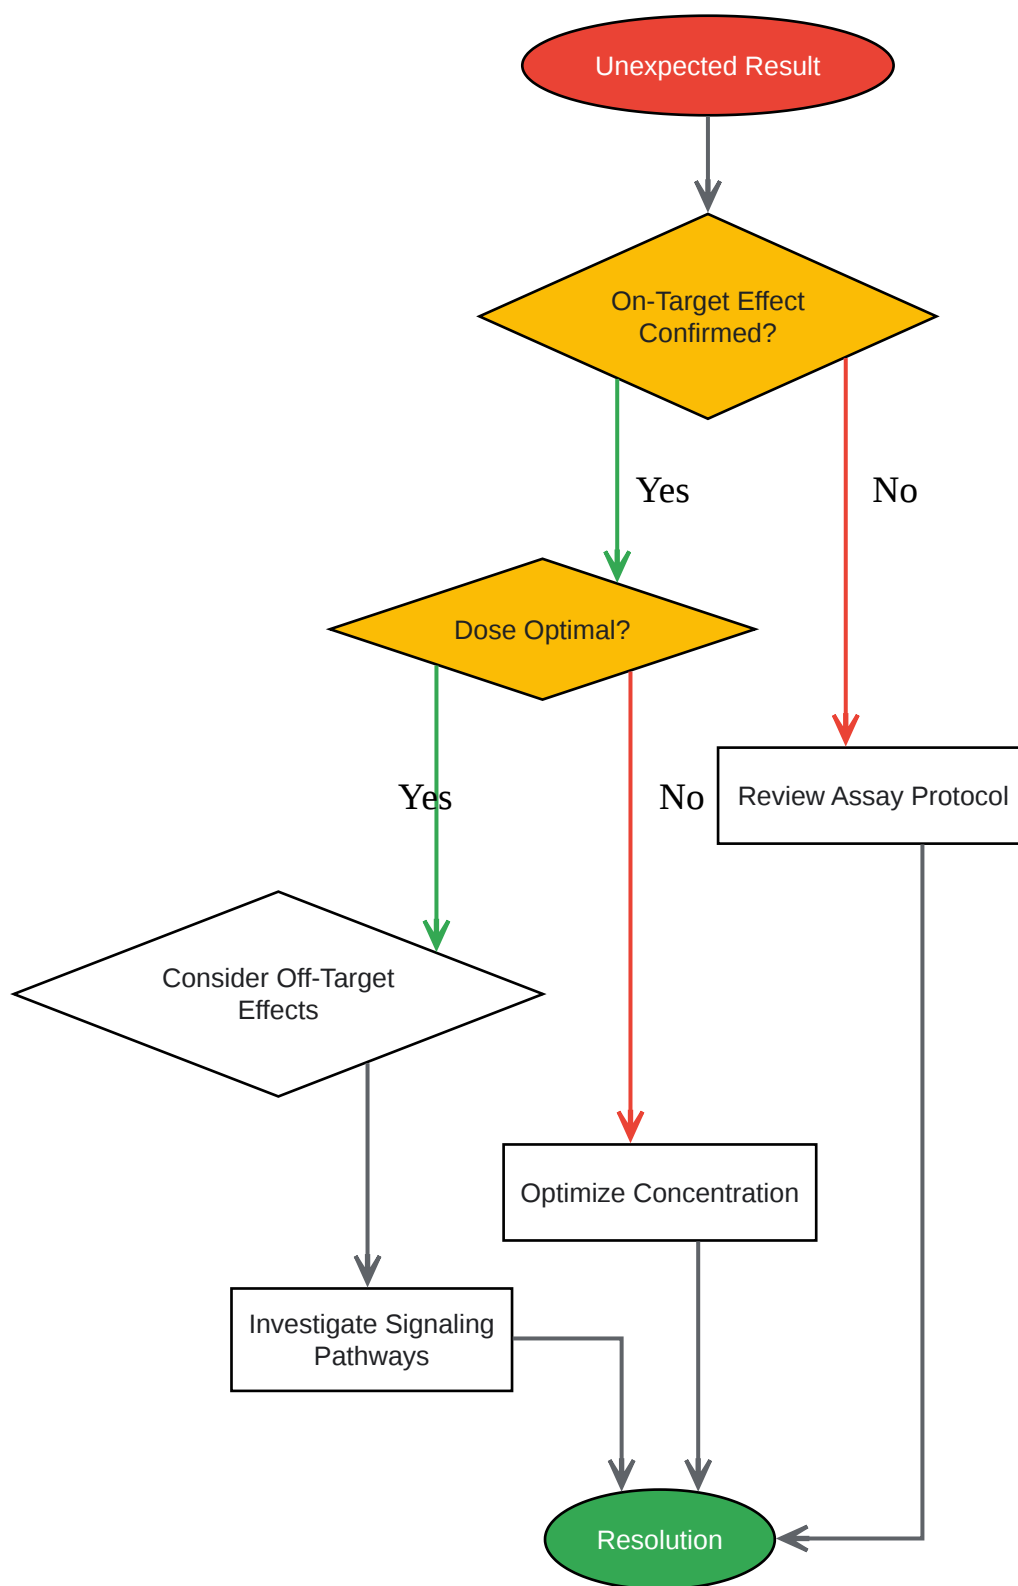 Unexpected Result
On-Target Effect
Confirmed?
Yes
No
Dose Optimal?
Yes
No
Review Assay Protocol
Consider Off-Target
Effects
Optimize Concentration
Investigate Signaling
Pathways
Resolution